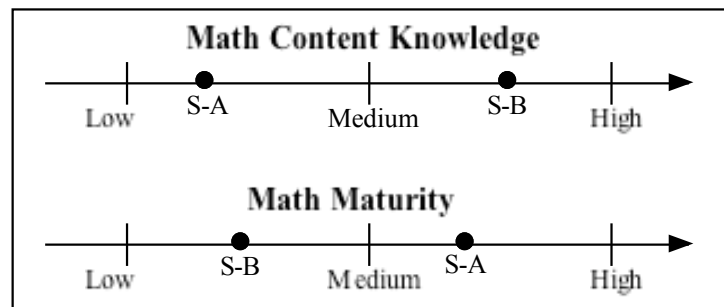 Math Content Knowledge
S-A S-B
Low Medium High
Math Maturity
S-B S-A
Low Medium High